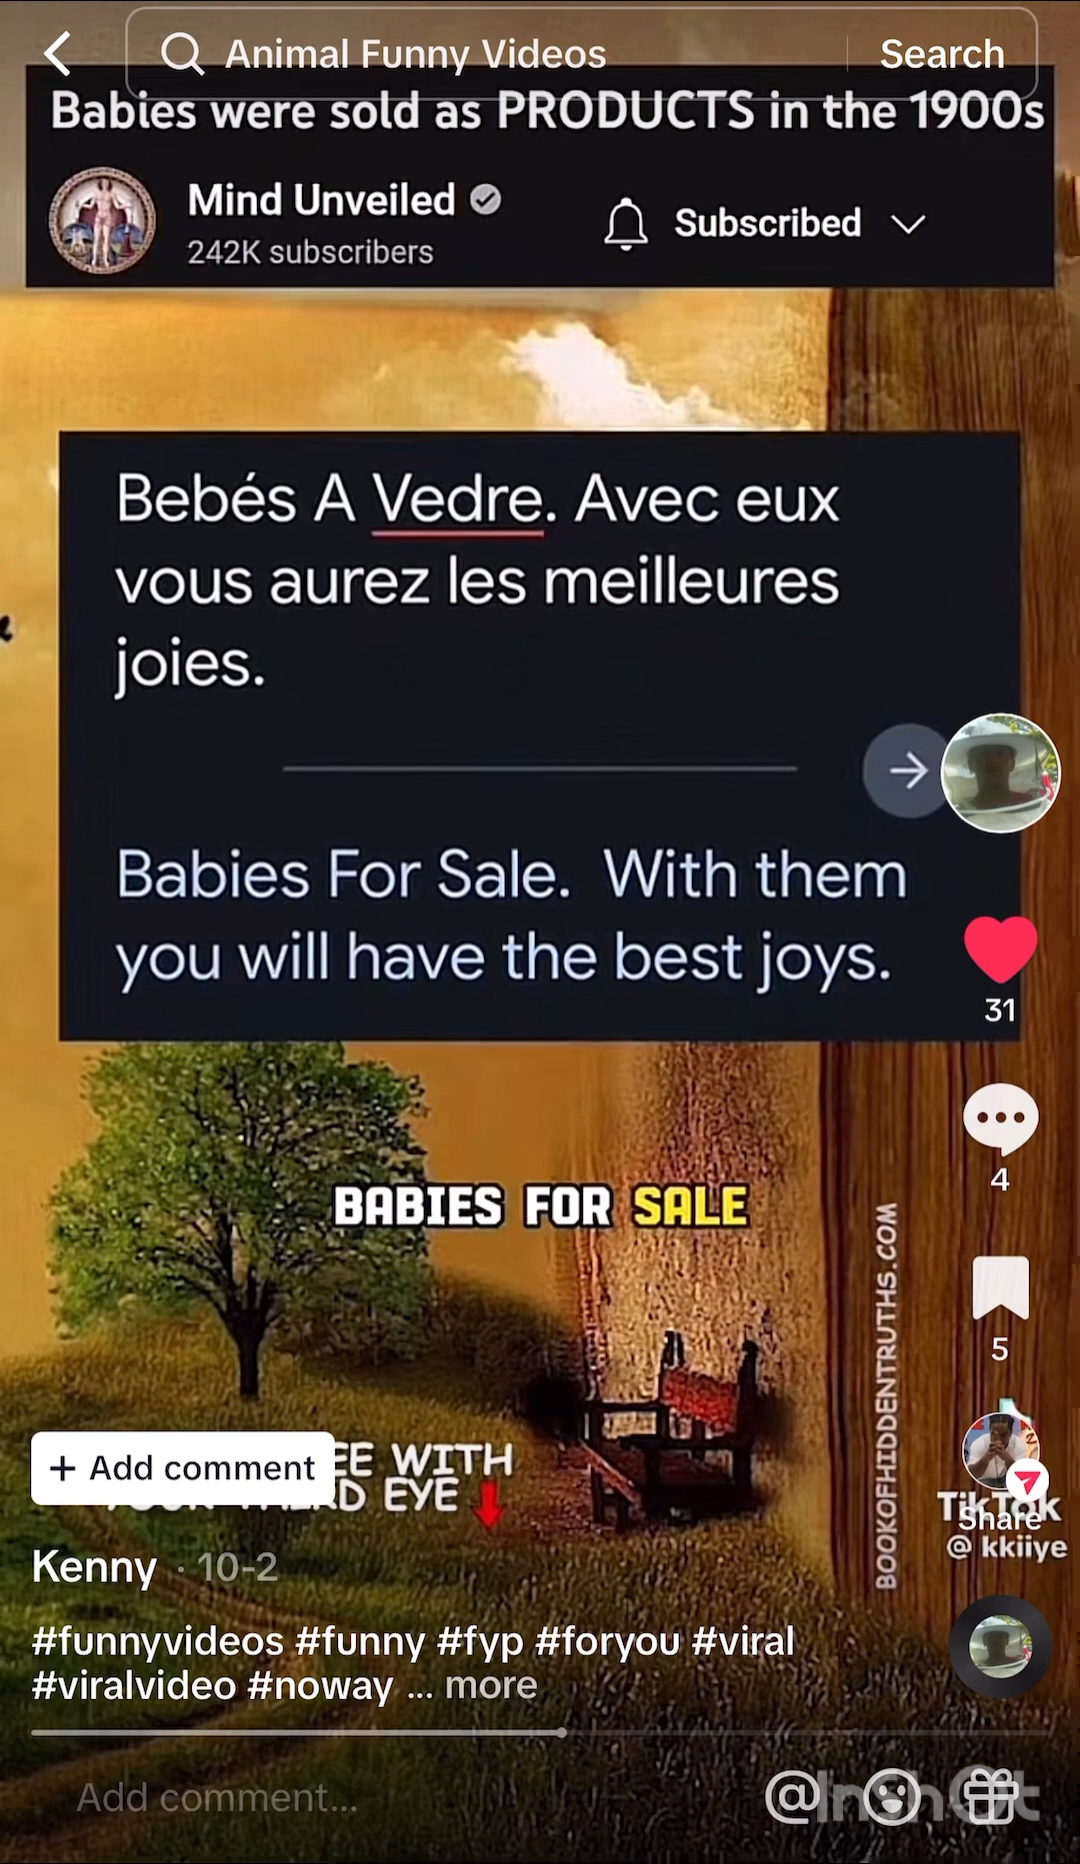 Animal Funny Videos Search
Babies were sold as PRODUCTS in the 1900s
Mind Unveiled
242K subscribers
Subscribed
Bebés A Vedre. Avec eux
vous aurez les meilleures
joies.
Babies For Sale. With them
you will have the best joys.
31
4
BABIES FOR SALE
BOOKOFHIDDENTRUTHS.COM
5
+ Add comment
WITH
EYE
TikTok
Share
@ kkiiye
Kenny · 10-2
#funnyvideos #funny #fyp #foryou #viral
#viralvideo #noway ... more
Add comment...
@
InShOt